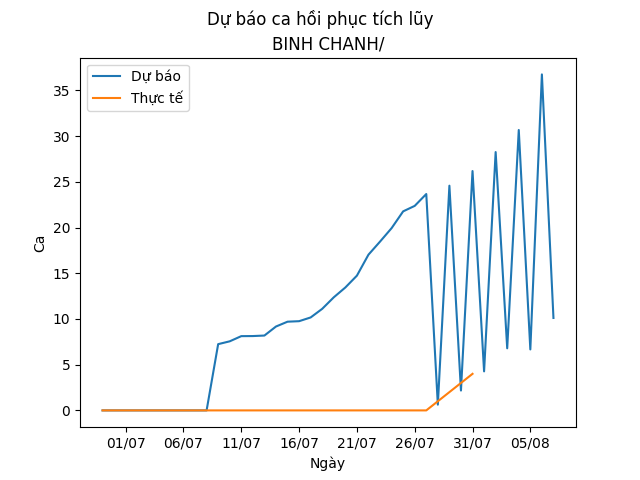 Dự báo ca hồi phục tích lũy
BINH CHANH/
Dự báo
Thực tế
Ca
35
30
25
20
15
10
5
0
01/07
06/07
11/07
16/07
21/07
26/07
31/07
05/08
Ngày